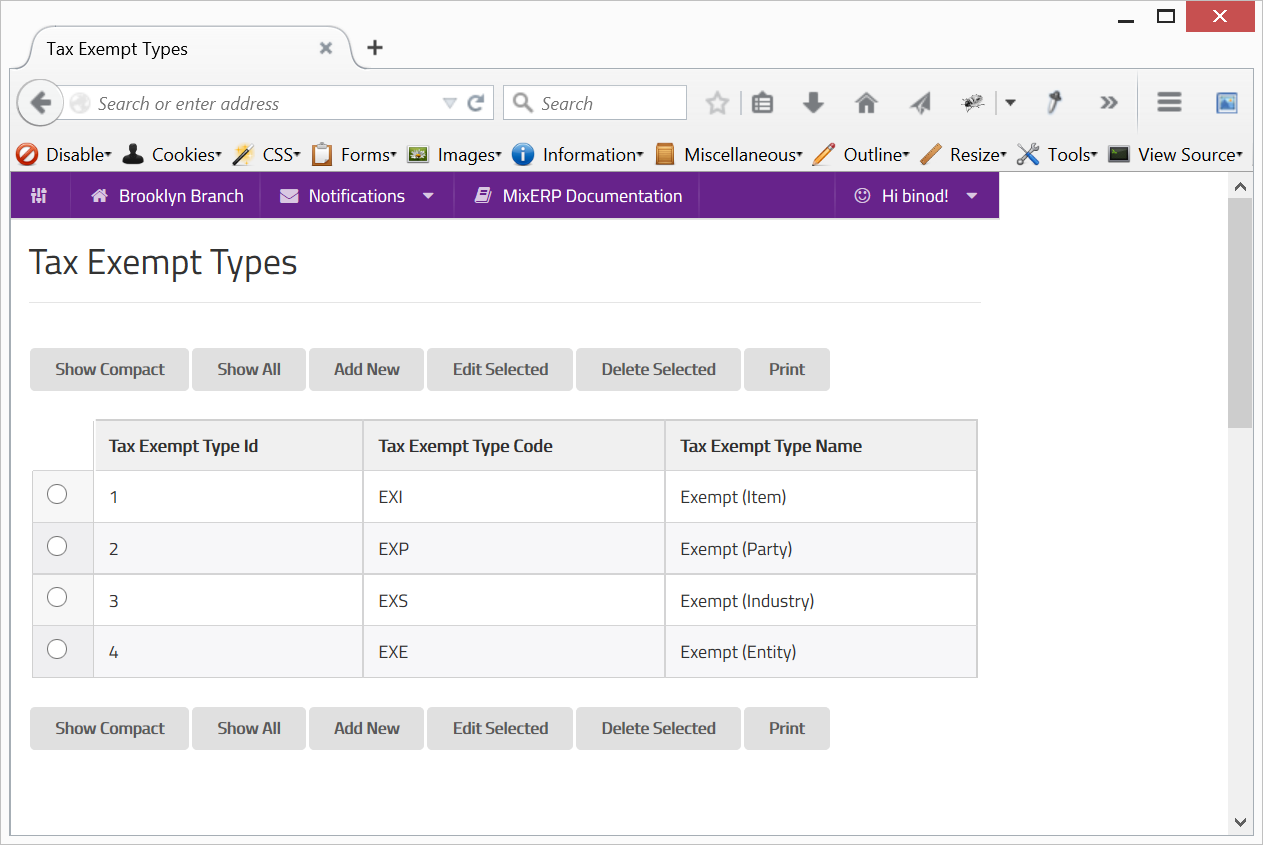 Tax Exempt Types
Search or enter address Search
Disable Cookies CSS Forms Images Information Miscellaneous Outline Resize Tools View Source
Brooklyn Branch Notifications MixERP Documentation Hi binod!
Tax Exempt Types
Show Compact Show All Add New Edit Selected Delete Selected Print
Tax Exempt Type Id Tax Exempt Type Code Tax Exempt Type Name
1 EXI Exempt (Item)
2 EXP Exempt (Party)
3 EXS Exempt (Industry)
4 EXE Exempt (Entity)
Show Compact Show All Add New Edit Selected Delete Selected Print